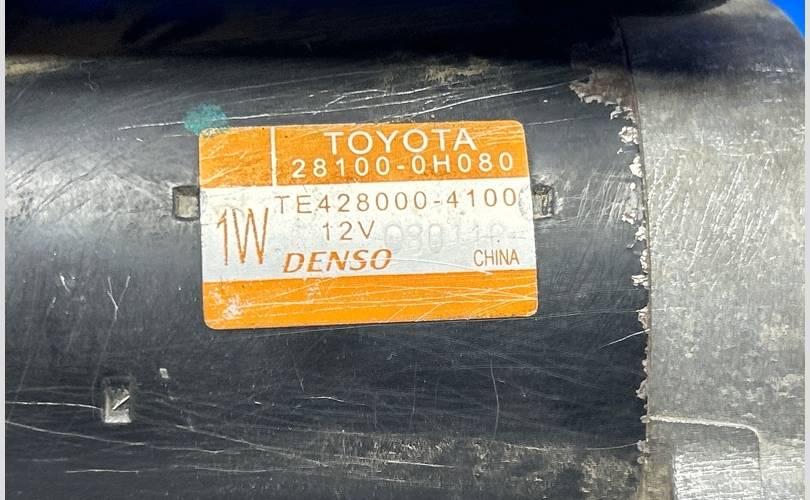 TOYOTA
28100-0H080
TE428000-4100
1W
12V
DENSO
CHINA